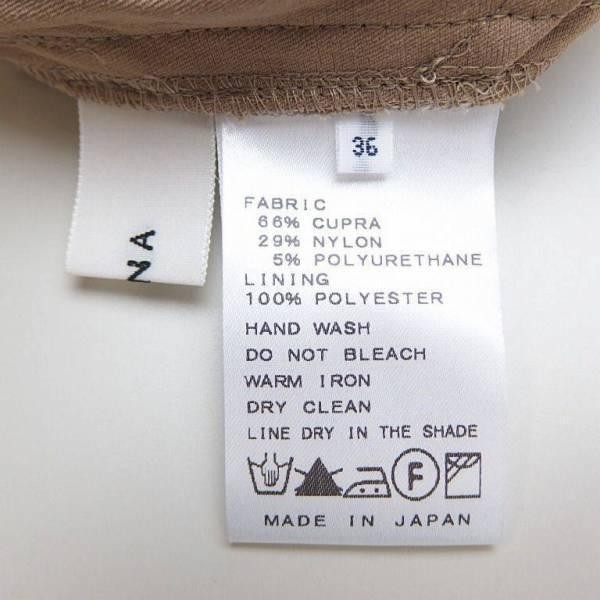 36
NA
FABRIC
66% CUPRA
29% NYLON
5% POLYURETHANE
LINING
100% POLYESTER
HAND WASH
DO NOT BLEACH
WARM IRON
DRY CLEAN
LINE DRY IN THE SHADE
F
MADE IN JAPAN